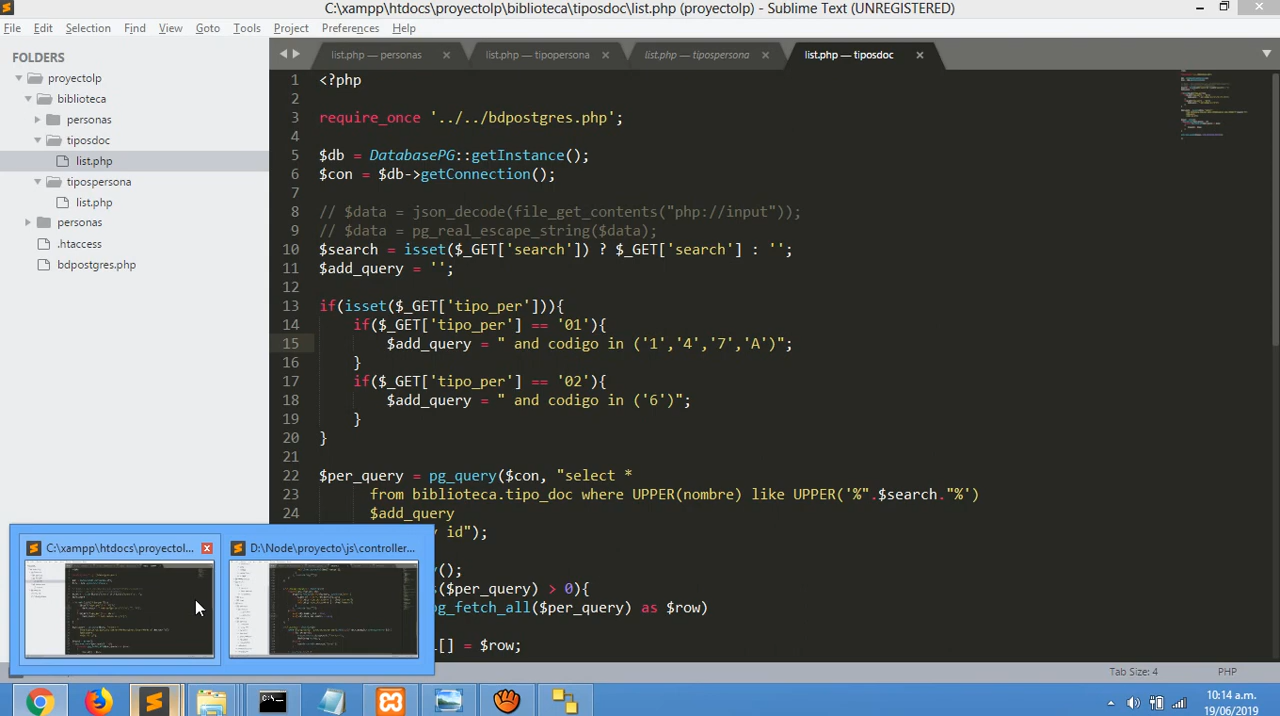 C:\xampp\htdocs\proyectolp\biblioteca\tiposdoc\list.php (proyectolp) - Sublime Text (UNREGISTERED)
File Edit Selection Find View Goto Tools Project Preferences Help
FOLDERS
proyectolp
biblioteca
personas
tiposdoc
list.php
tipospersona
list.php
personas
.htaccess
bdpostgres.php
list.php — personas
list.php — tipopersona
list.php — tipospersona
list.php — tiposdoc
1 <?php
2
3 require_once '../../bdpostgres.php';
4
5 $db = DatabasePG::getInstance();
6 $con = $db->getConnection();
7
8 // $data = json_decode(file_get_contents("php://input"));
9 // $data = pg_real_escape_string($data);
10 $search = isset($_GET['search']) ? $_GET['search'] : '';
11 $add_query = '';
12
13 if(isset($_GET['tipo_per'])){
14 if($_GET['tipo_per'] == '01'){
15 $add_query = " and codigo in ('1','4','7','A')";
16 }
17 if($_GET['tipo_per'] == '02'){
18 $add_query = " and codigo in ('6')";
19 }
20 }
21
22 $per_query = pg_query($con, "select *
23 from biblioteca.tipo_doc where UPPER(nombre) like UPPER('%".$search."%')
24 $add_query
id");
();
($per_query) > 0){
pg_fetch_all($per_query) as $row)
[] = $row;
C:\xampp\htdocs\proyectol...
D:\Node\proyecto\js\controller...
Tab Size: 4
PHP
10:14 a.m.
19/06/2019